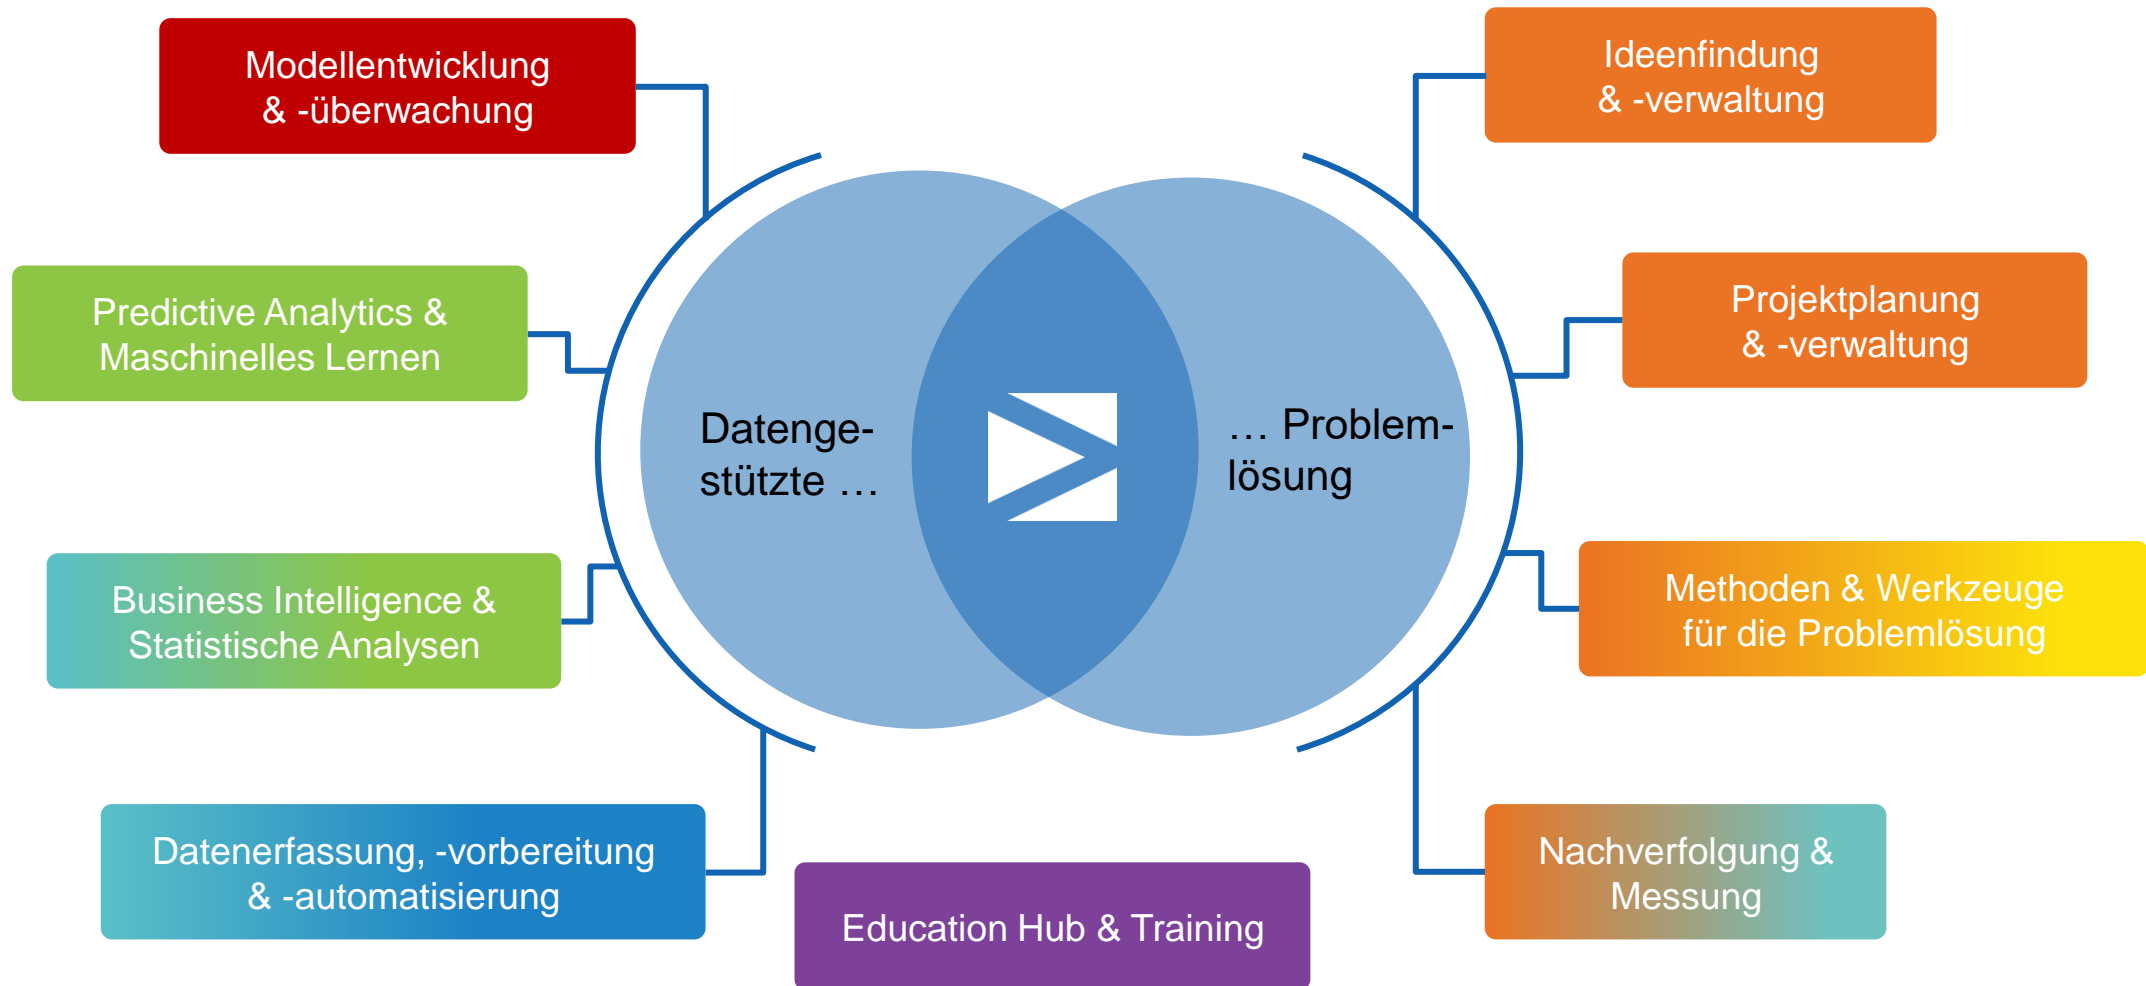 Modellentwicklung
& -überwachung
Predictive Analytics &
Maschinelles Lernen
Business Intelligence &
Statistische Analysen
Datenerfassung, -vorbereitung
& -automatisierung
Datenge-
stützte …
… Problem-
lösung
Education Hub & Training
Ideenfindung
& -verwaltung
Projektplanung
& -verwaltung
Methoden & Werkzeuge
für die Problemlösung
Nachverfolgung &
Messung